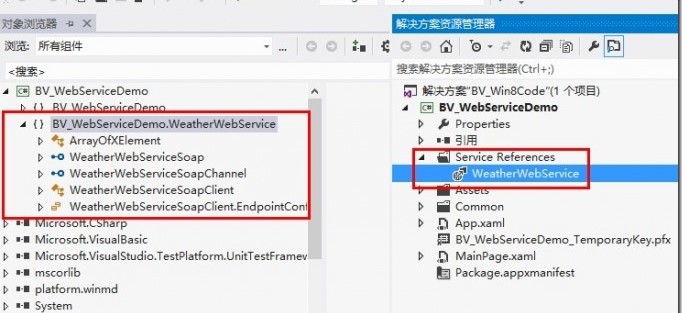 对象浏览器
浏览: 所有组件
...
<搜索>
BV_WebServiceDemo
{ } BV_WebServiceDemo
{ } BV_WebServiceDemo.WeatherWebService
ArrayOfXElement
WeatherWebServiceSoap
WeatherWebServiceSoapChannel
WeatherWebServiceSoapClient
WeatherWebServiceSoapClient.EndpointConf
Microsoft.CSharp
Microsoft.VisualBasic
Microsoft.VisualStudio.TestPlatform.UnitTestFramew
mscorlib
platform.winmd
System
解决方案资源管理器
搜索解决方案资源管理器(Ctrl+;)
解决方案"BV_Win8Code"(1 个项目)
BV_WebServiceDemo
Properties
引用
Service References
WeatherWebService
Assets
Common
App.xaml
BV_WebServiceDemo_TemporaryKey.pfx
MainPage.xaml
Package.appxmanifest